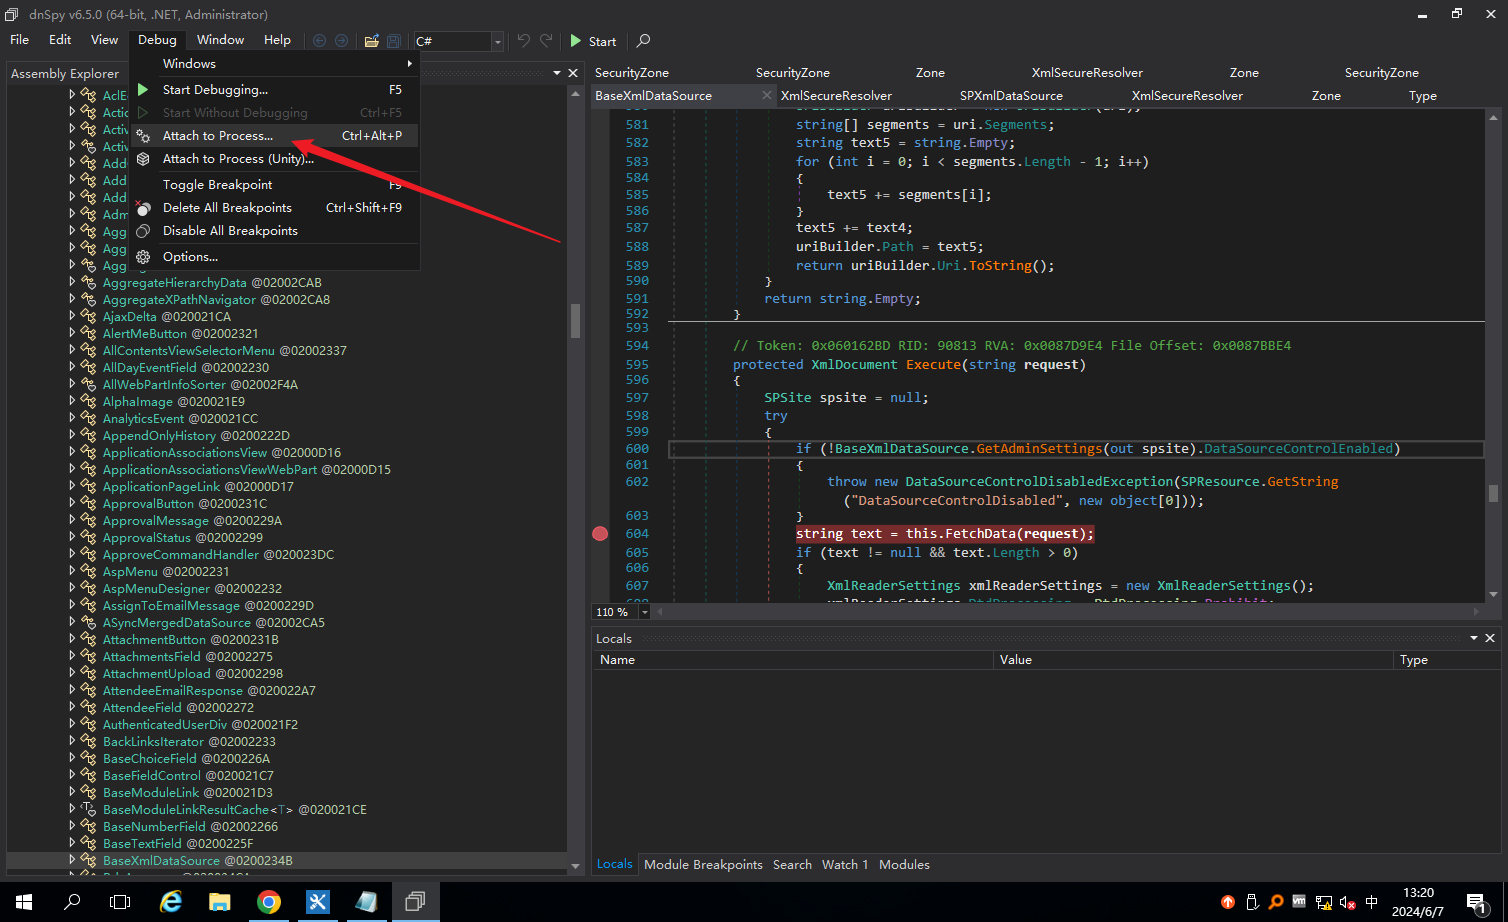 dnSpy v6.5.0 (64-bit, .NET, Administrator)
File Edit View Debug Window Help C# Start
Windows
Start Debugging... F5
Start Without Debugging Ctrl+F5
Attach to Process... Ctrl+Alt+P
Attach to Process (Unity)...
Toggle Breakpoint F9
Delete All Breakpoints Ctrl+Shift+F9
Disable All Breakpoints
Options...
Assembly Explorer
AclE
Actic
Activ
Activ
Add
Add
Add
Adm
Agg
Agg
Agg
AggregateHierarchyData @02002CAB
AggregateXPathNavigator @02002CA8
AjaxDelta @020021CA
AlertMeButton @02002321
AllContentsViewSelectorMenu @02002337
AllDayEventField @02002230
AllWebPartInfoSorter @02002F4A
AlphaImage @020021E9
AnalyticsEvent @020021CC
AppendOnlyHistory @0200222D
ApplicationAssociationsView @02000D16
ApplicationAssociationsViewWebPart @02000D15
ApplicationPageLink @02000D17
ApprovalButton @0200231C
ApprovalMessage @0200229A
ApprovalStatus @02002299
ApproveCommandHandler @020023DC
AspMenu @02002231
AspMenuDesigner @02002232
AssignToEmailMessage @0200229D
ASyncMergedDataSource @02002CA5
AttachmentButton @0200231B
AttachmentsField @02002275
AttachmentUpload @02002298
AttendeeEmailResponse @020022A7
AttendeeField @02002272
AuthenticatedUserDiv @020021F2
BackLinksIterator @02002233
BaseChoiceField @0200226A
BaseFieldControl @020021C7
BaseModuleLink @020021D3
BaseModuleLinkResultCache<T> @020021CE
BaseNumberField @02002266
BaseTextField @0200225F
BaseXmlDataSource @0200234B
SecurityZone SecurityZone Zone XmlSecureResolver Zone SecurityZone
BaseXmlDataSource XmlSecureResolver SPXmlDataSource XmlSecureResolver Zone Type
581 string[] segments = uri.Segments;
582 string text5 = string.Empty;
583 for (int i = 0; i < segments.Length - 1; i++)
584 {
585 text5 += segments[i];
586 }
587 text5 += text4;
588 uriBuilder.Path = text5;
589 return uriBuilder.Uri.ToString();
590 }
591 return string.Empty;
592 }
593
594 // Token: 0x060162BD RID: 90813 RVA: 0x0087D9E4 File Offset: 0x0087BBE4
595 protected XmlDocument Execute(string request)
596 {
597 SPSite spsite = null;
598 try
599 {
600 if (!BaseXmlDataSource.GetAdminSettings(out spsite).DataSourceControlEnabled)
601 {
602 throw new DataSourceControlDisabledException(SPResource.GetString
("DataSourceControlDisabled", new object[0]));
603 }
604 string text = this.FetchData(request);
605 if (text != null && text.Length > 0)
606 {
607 XmlReaderSettings xmlReaderSettings = new XmlReaderSettings();
608 xmlReaderSettings.DtdProcessing = DtdProcessing.Prohibit;
110 %
Locals
Name Value Type
Locals Module Breakpoints Search Watch 1 Modules
中
13:20
2024/6/7
1